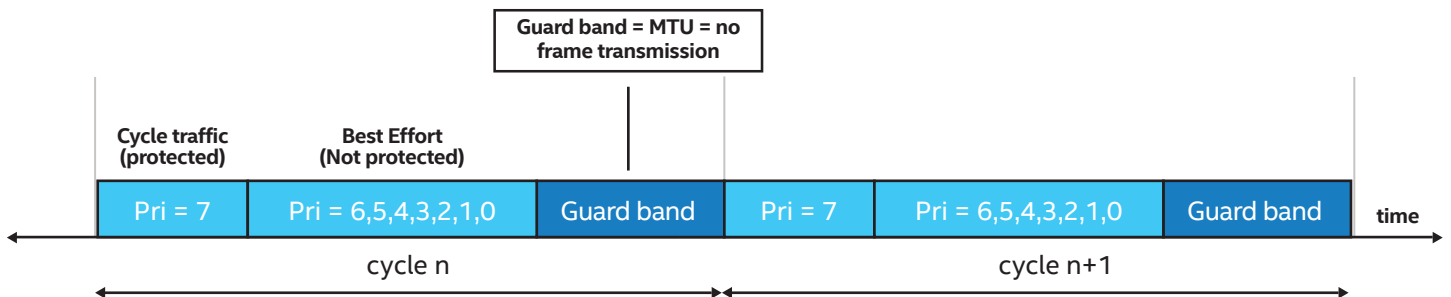 Guard band = MTU = no
frame transmission
Cycle traffic
(protected)
Best Effort
(Not protected)
Pri = 7
Pri = 6,5,4,3,2,1,0
Guard band
Pri = 7
Pri = 6,5,4,3,2,1,0
Guard band
time
cycle n
cycle n+1